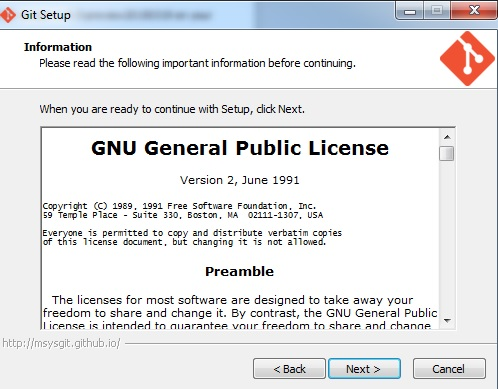 Git Setup
Information
Please read the following important information before continuing.
When you are ready to continue with Setup, click Next.
GNU General Public License
Version 2, June 1991
Copyright (C) 1989, 1991 Free Software Foundation, Inc.
59 Temple Place - Suite 330, Boston, MA  02111-1307, USA
Everyone is permitted to copy and distribute verbatim copies
of this license document, but changing it is not allowed.
Preamble
The licenses for most software are designed to take away your
freedom to share and change it. By contrast, the GNU General Public
License is intended to guarantee your freedom to share and change
http://msysgit.github.io/
< Back
Next >
Cancel